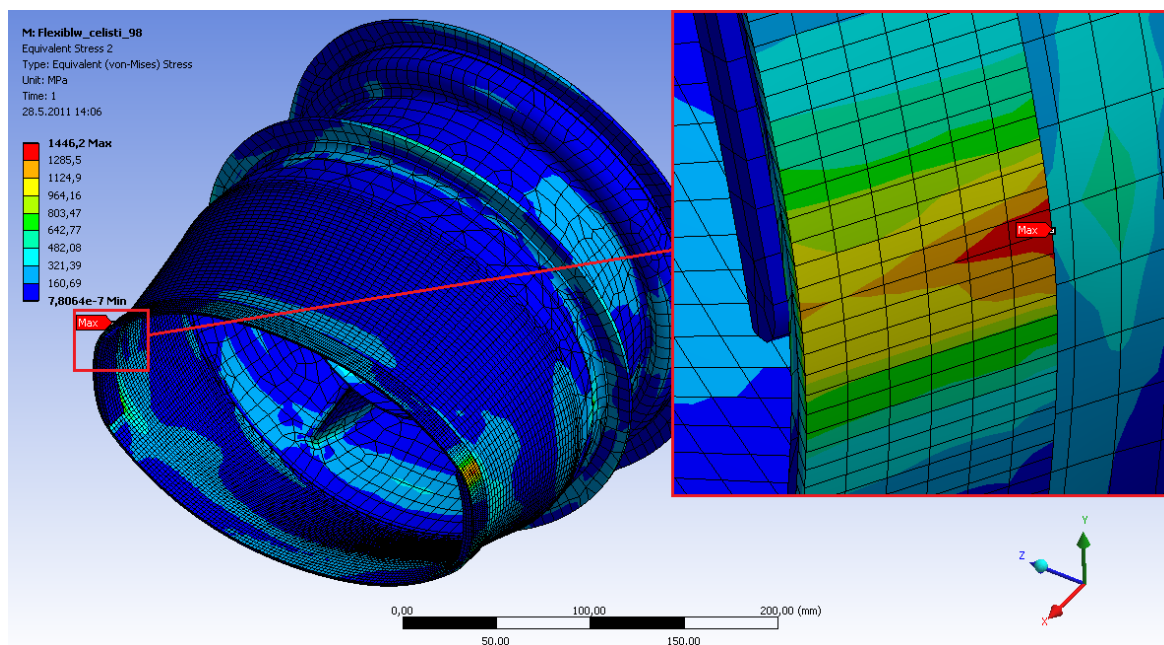 M: Flexiblw_celisti_98
Equivalent Stress 2
Type: Equivalent (von-Mises) Stress
Unit: MPa
Time: 1
28.5.2011 14:06
1446,2 Max
1285,5
1124,9
964,16
803,47
642,77
482,08
321,39
160,69
7,8064e-7 Min
Max
Max
Y
Z
X
0,00 100,00 200,00 (mm)
50,00 150,00